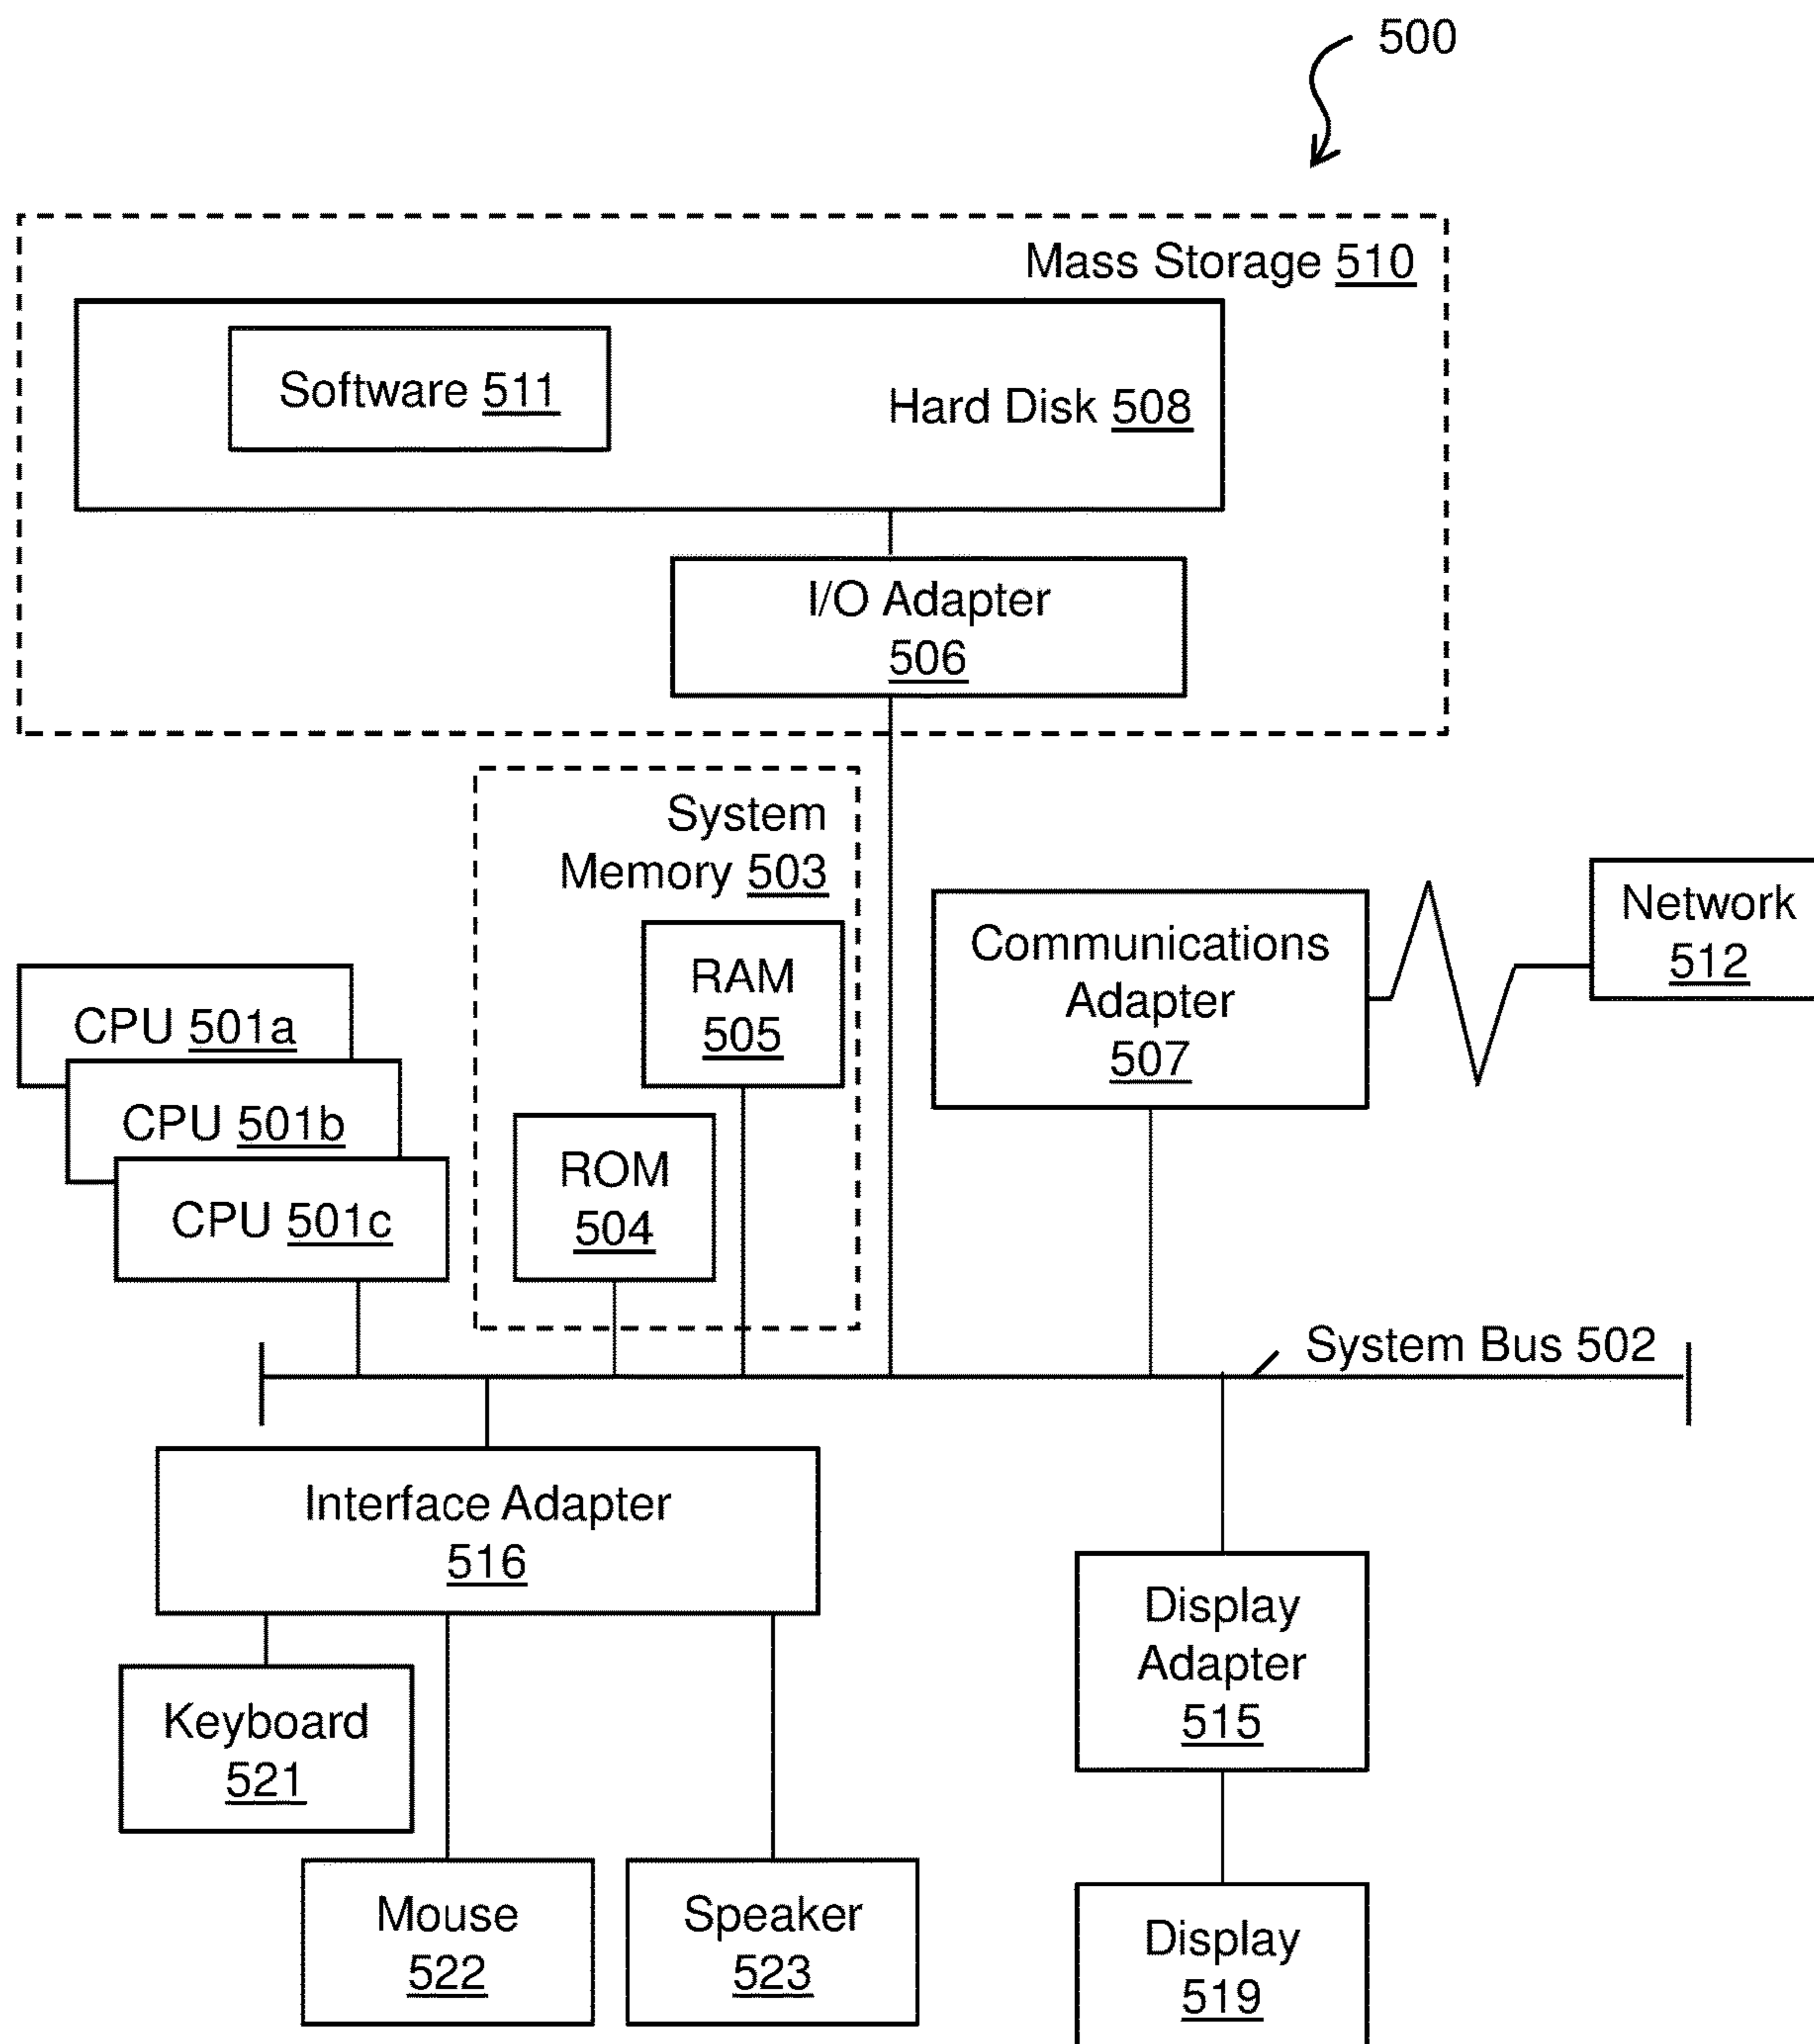 500
Mass Storage 510
Software 511
Hard Disk 508
I/O Adapter
506
System
Memory 503
RAM
505
ROM
504
CPU 501a
CPU 501b
CPU 501c
Communications
Adapter
507
Network
512
System Bus 502
Interface Adapter
516
Keyboard
521
Mouse
522
Speaker
523
Display
Adapter
515
Display
519